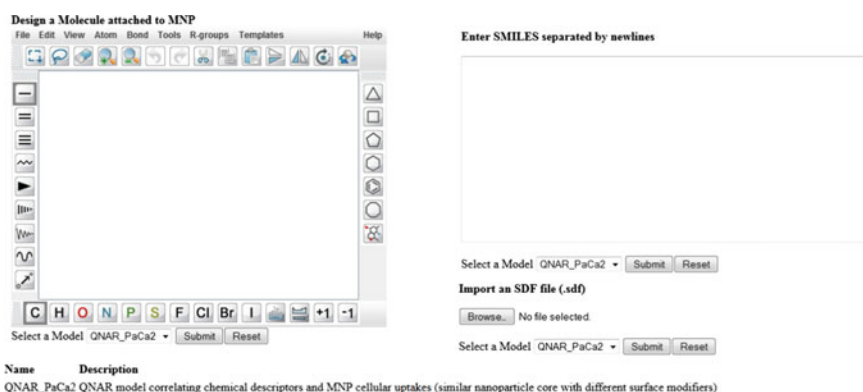 Design a Molecule attached to MNP
File Edit View Atom Bond Tools R-groups Templates Help
C H O N P S F Cl Br I +1 -1
Select a Model QNAR_PaCa2 Submit Reset
Enter SMILES separated by newlines
Select a Model QNAR_PaCa2 Submit Reset
Import an SDF file (.sdf)
Browse.. No file selected.
Select a Model QNAR_PaCa2 Submit Reset
Name Description
QNAR_PaCa2 QNAR model correlating chemical descriptors and MNP cellular uptakes (similar nanoparticle core with different surface modifiers)